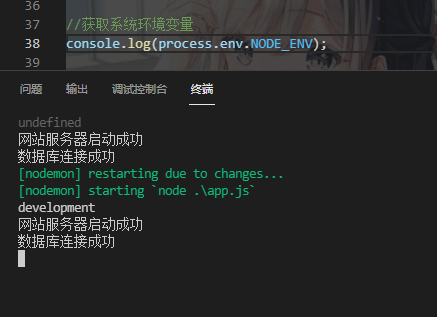 36
37 //获取系统环境变量
38 console.log(process.env.NODE_ENV);
39
问题 输出 调试控制台 终端
undefined
网站服务器启动成功
数据库连接成功
[nodemon] restarting due to changes...
[nodemon] starting `node .\app.js`
development
网站服务器启动成功
数据库连接成功